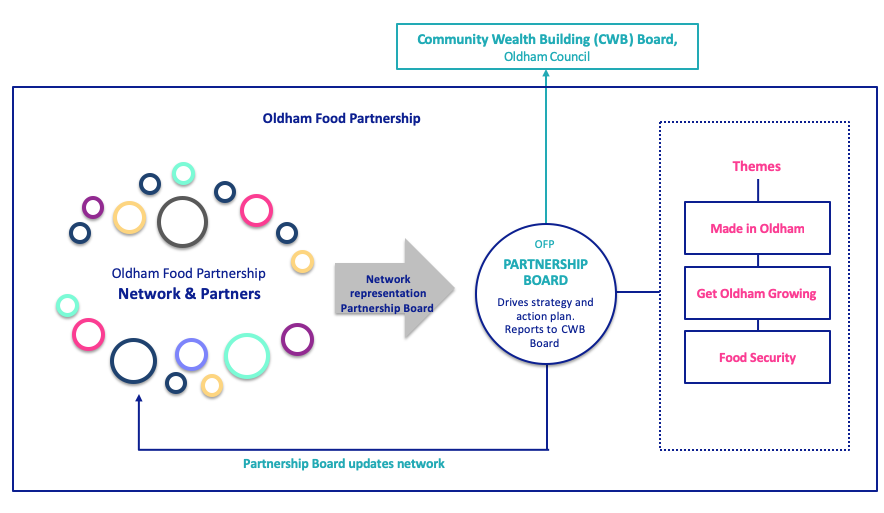 Community Wealth Building (CWB) Board,
Oldham Council
Oldham Food Partnership
Oldham Food Partnership
Network & Partners
Network
representation
Partnership Board
OFP
PARTNERSHIP
BOARD
Drives strategy and
action plan.
Reports to CWB
Board
Themes
Made in Oldham
Get Oldham Growing
Food Security
Partnership Board updates network